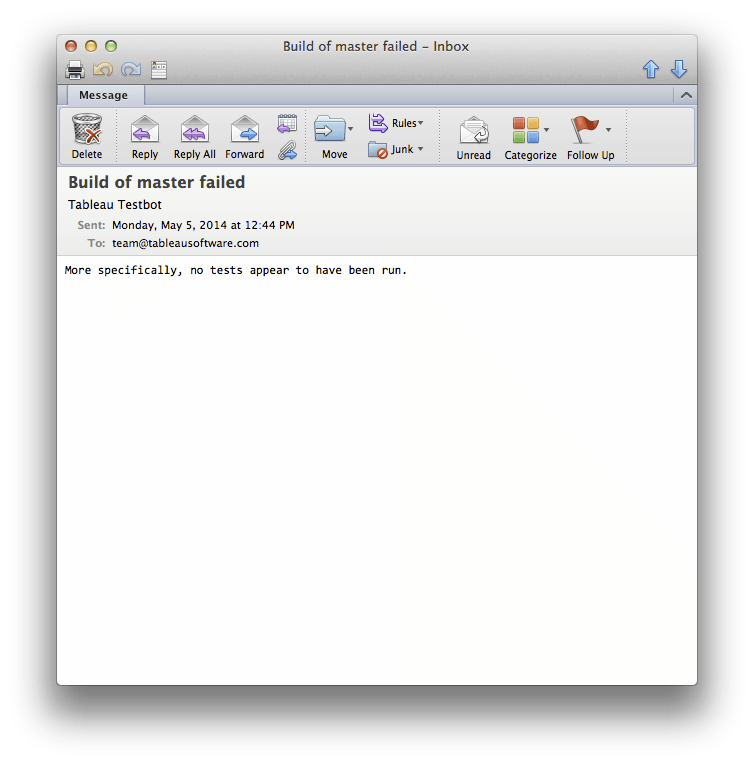 Build of master failed – Inbox
Message
Delete
Reply
Reply All
Forward
Move
Rules
Junk
Unread
Categorize
Follow Up
Build of master failed
Tableau Testbot
Sent: Monday, May 5, 2014 at 12:44 PM
To: team@tableausoftware.com
More specifically, no tests appear to have been run.